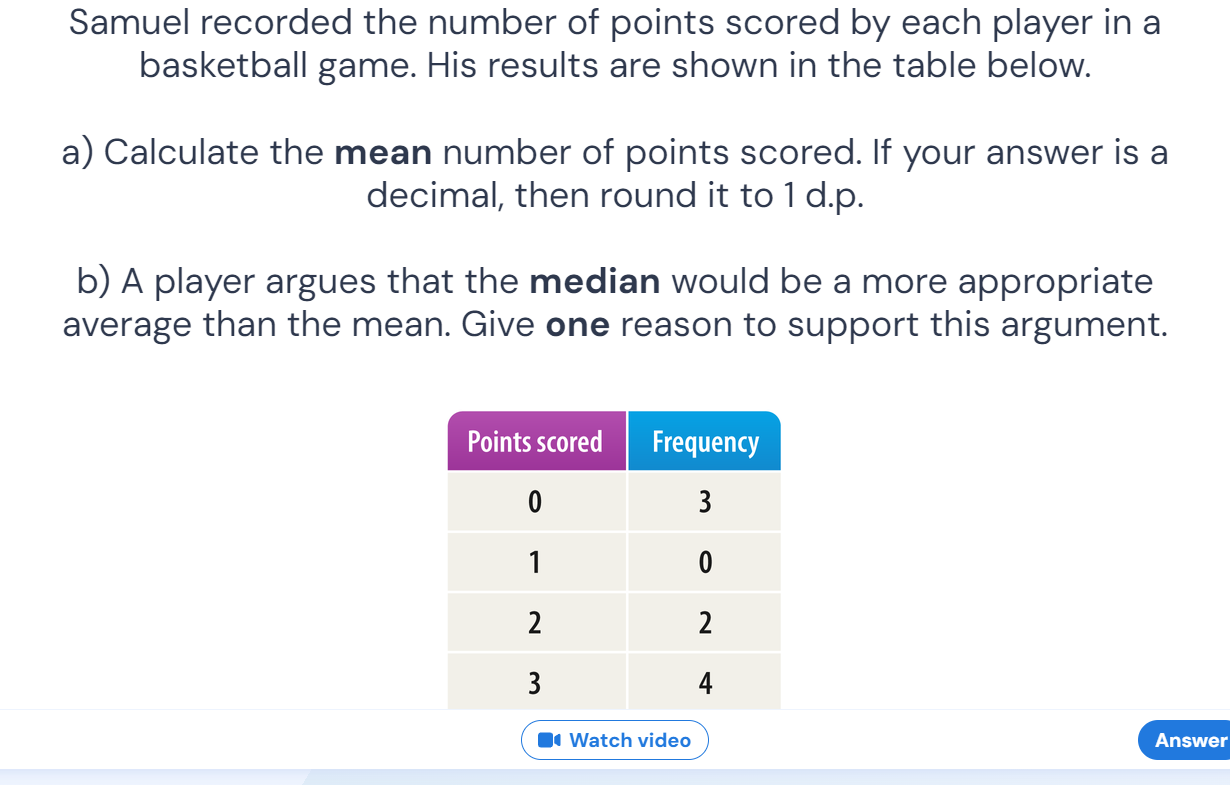 Samuel recorded the number of points scored by each player in a
basketball game. His results are shown in the table below.
a) Calculate the mean number of points scored. If your answer is a
decimal, then round it to 1 d.p.
b) A player argues that the median would be a more appropriate
average than the mean. Give one reason to support this argument.
Points scored Frequency
0 3
1 0
2 2
3 4
Watch video
Answer